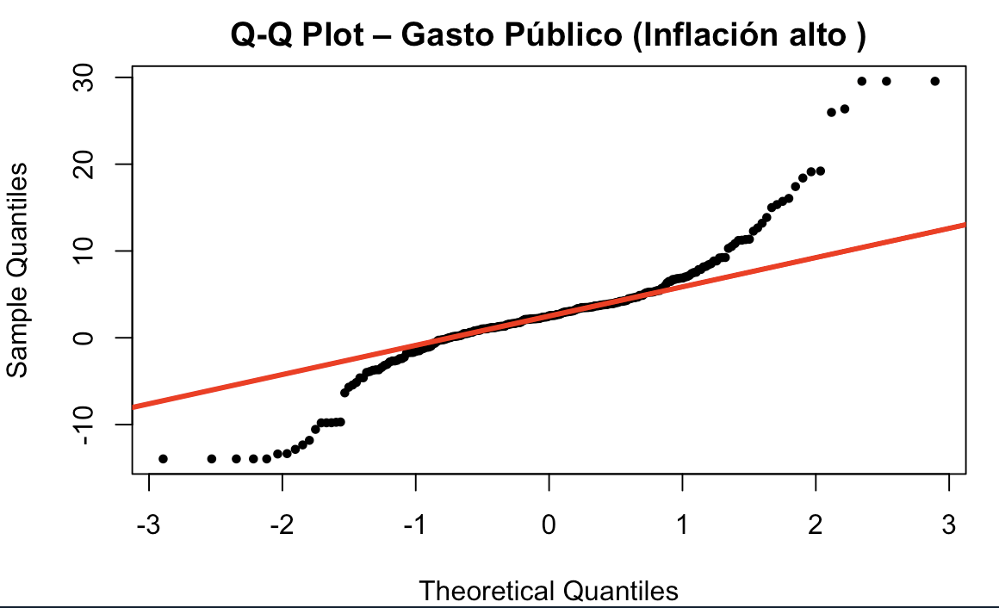 Q-Q Plot – Gasto Público (Inflación alto )
30
20
10
0
-10
Sample Quantiles
-3 -2 -1 0 1 2 3
Theoretical Quantiles